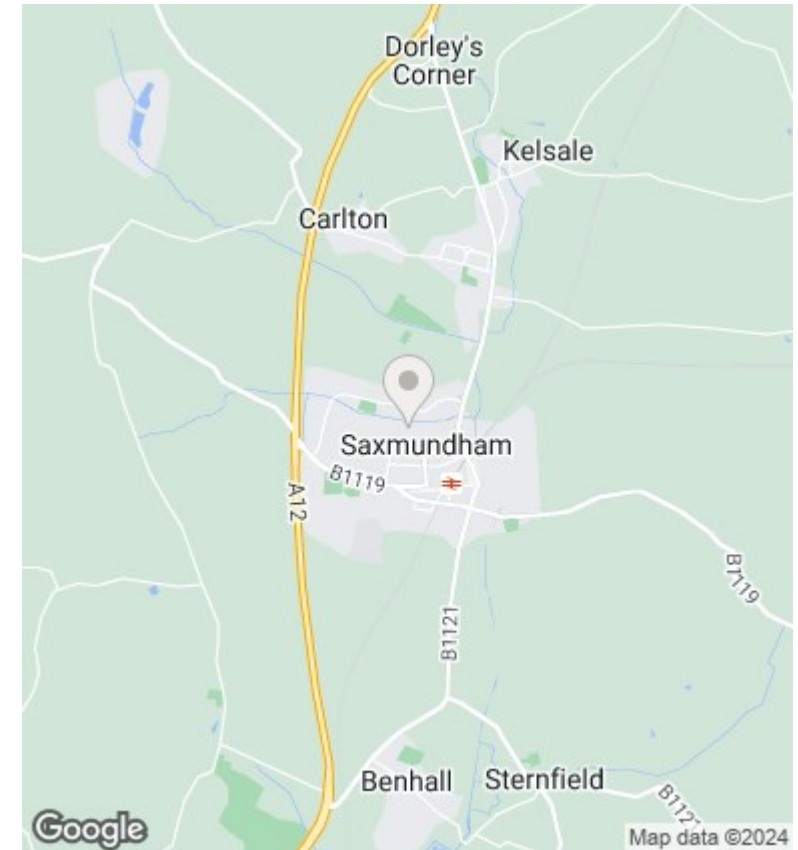 Dorley's
Corner
Kelsale
Carlton
Saxmundham
B1119
A12
B1119
B1121
Benhall
Sternfield
B1121
Google
Map data ©2024